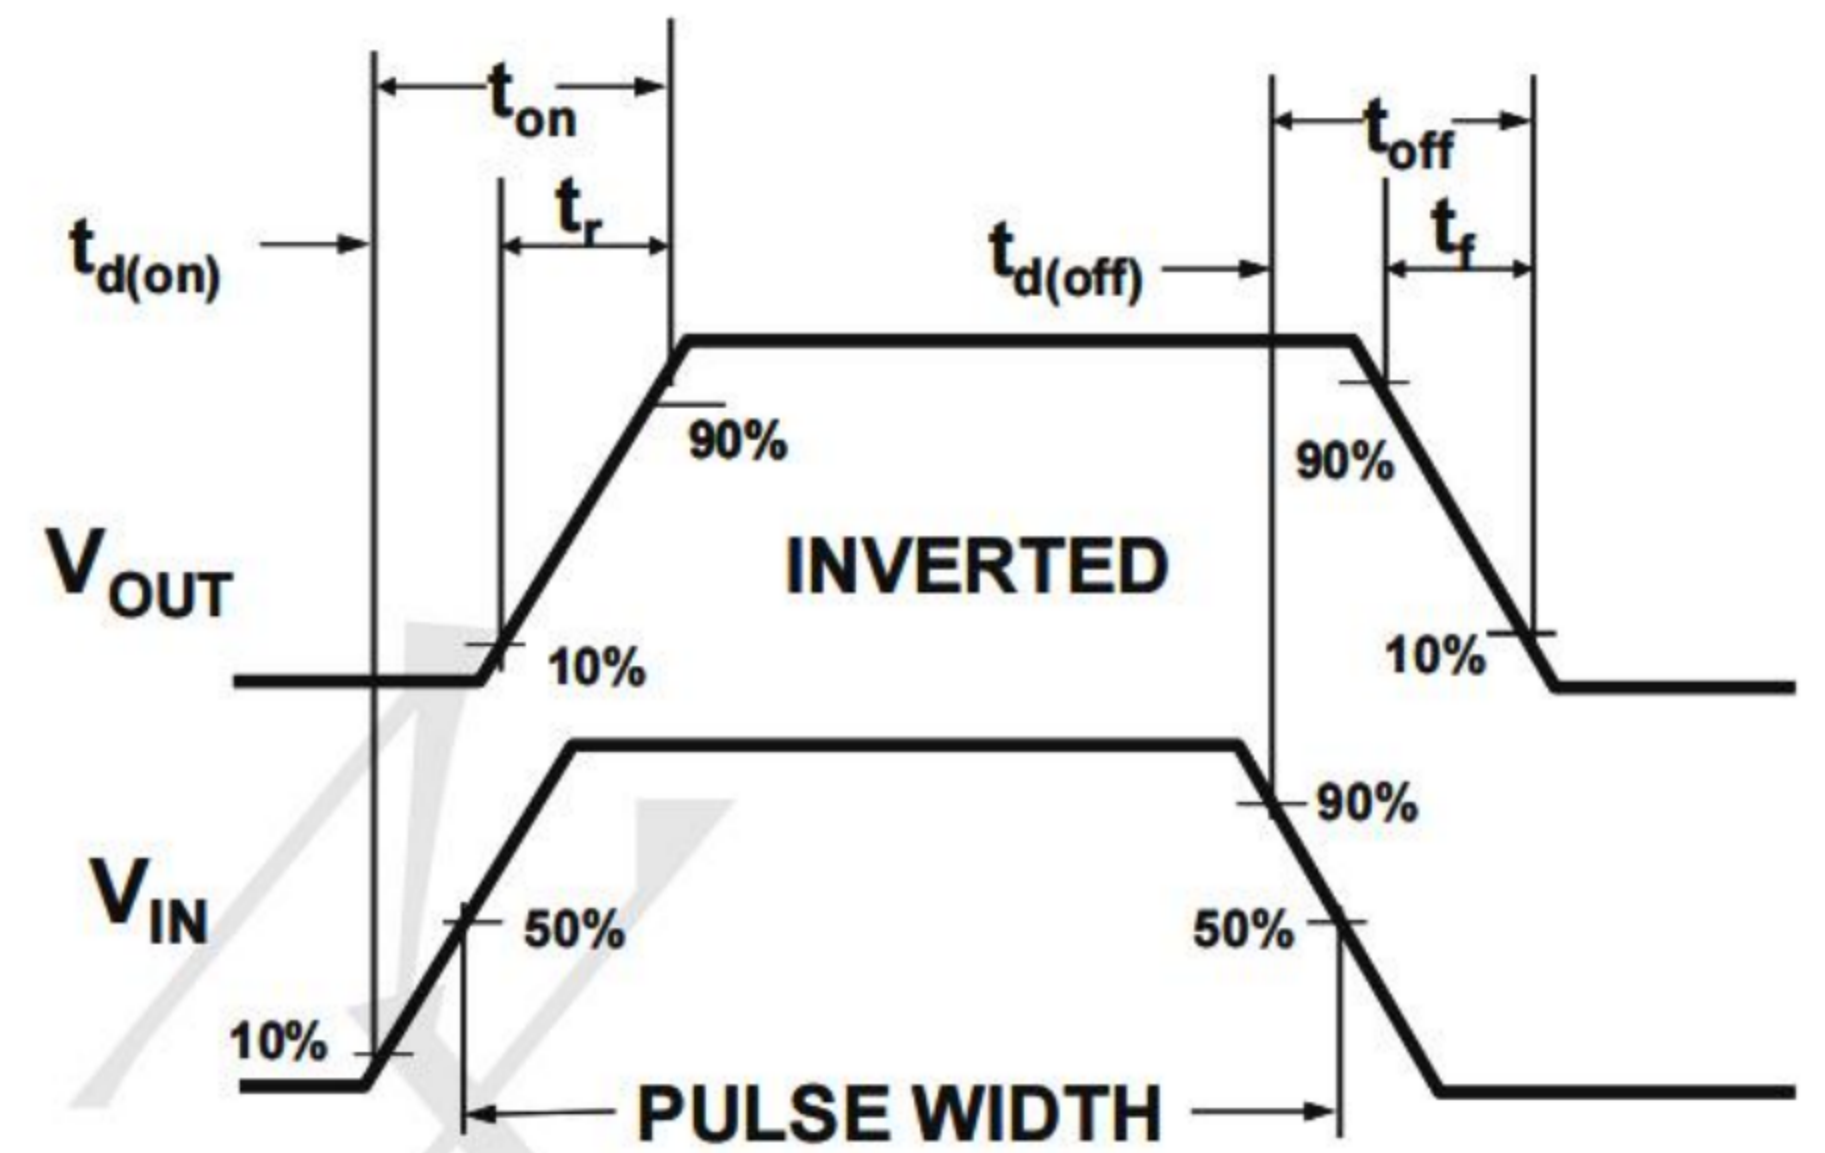 ton
toff
tr
tf
td(on)
td(off)
90%
90%
VOUT
INVERTED
10%
10%
90%
VIN
50%
50%
10%
PULSE WIDTH